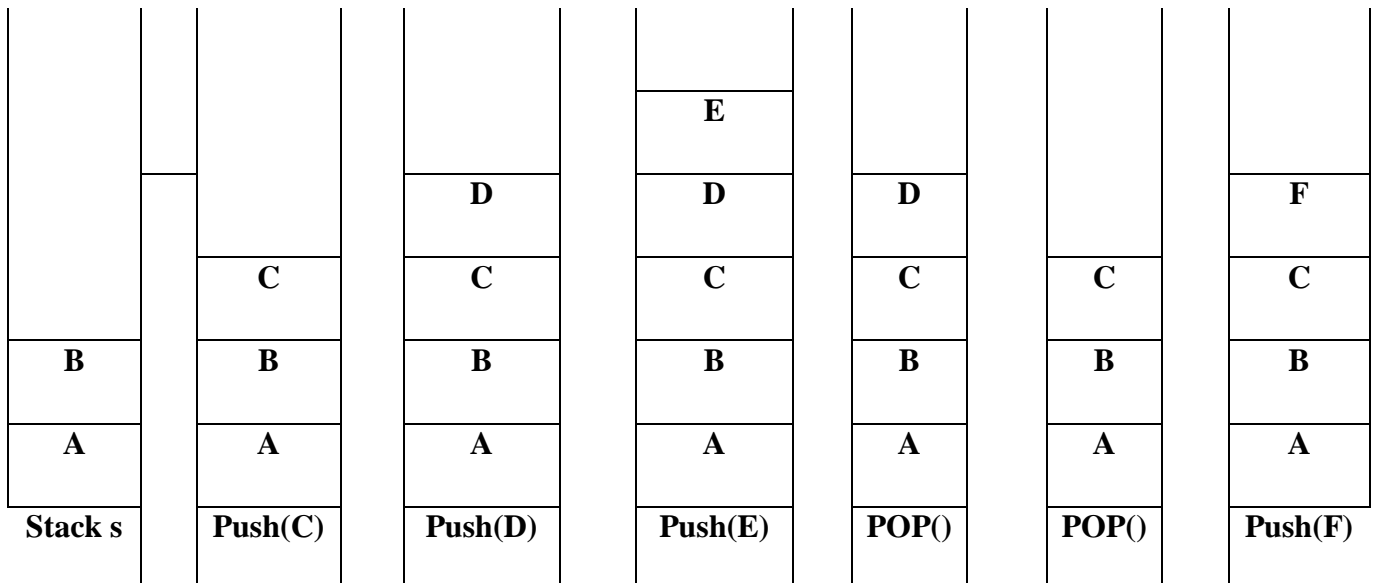 E
D D D F
C C C C C C
B B B B B B B
A A A A A A A
Stack s Push(C) Push(D) Push(E) POP() POP() Push(F)